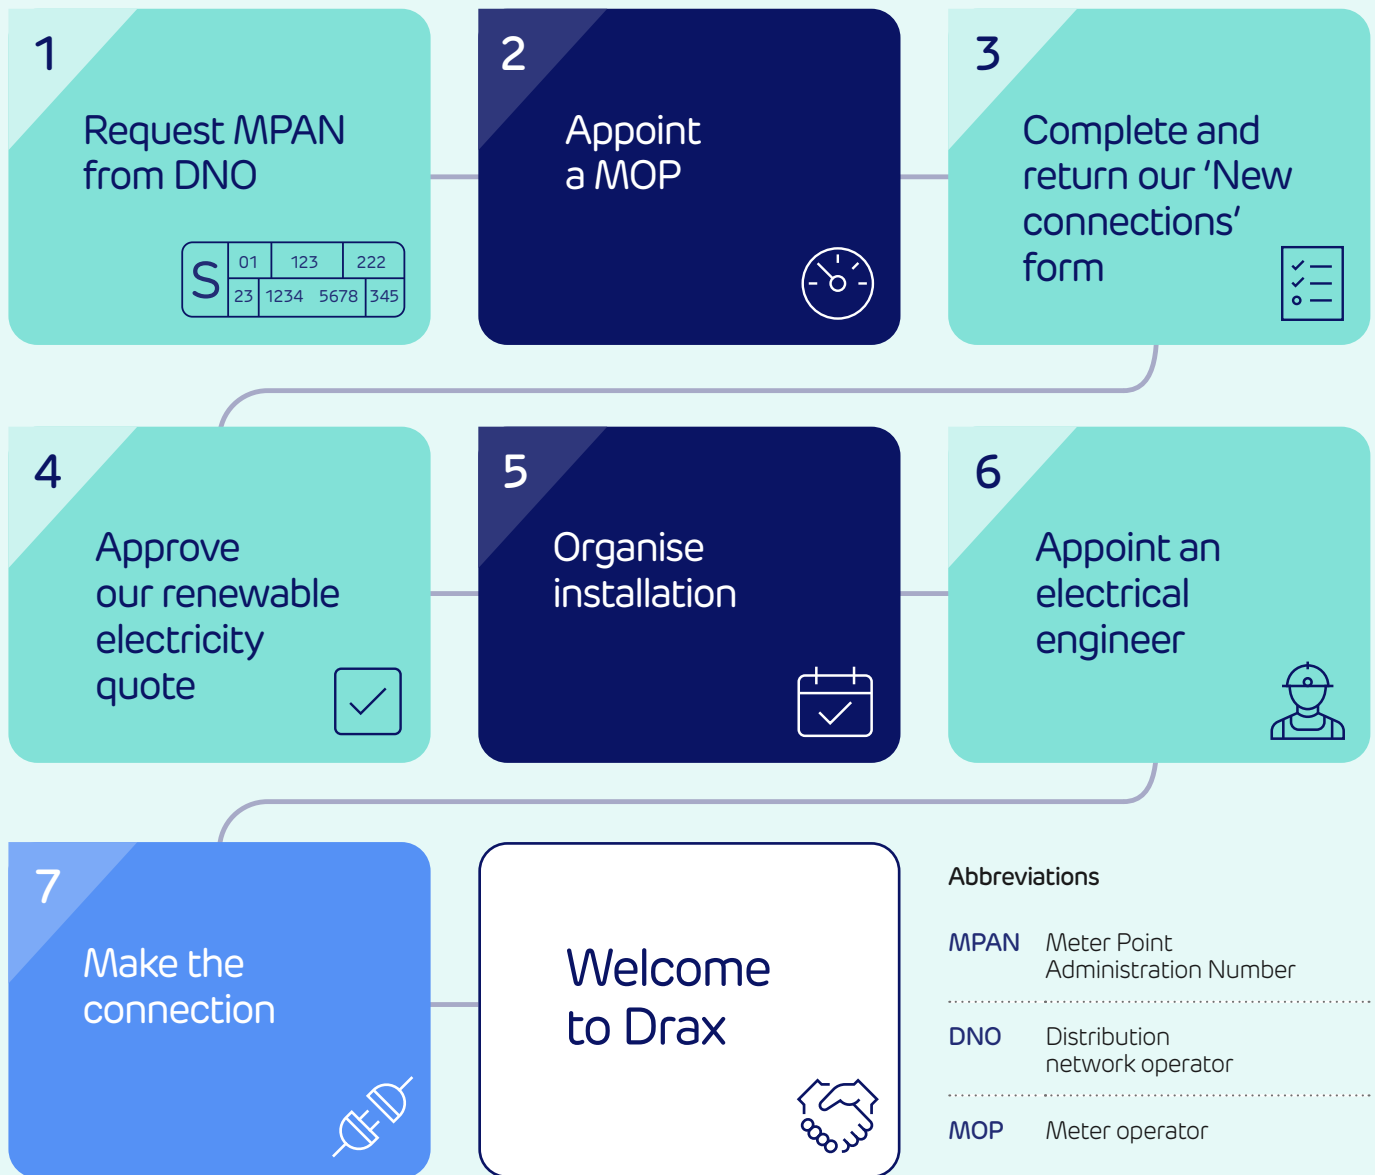 1
Request MPAN
from DNO
S
01 123 222
23 1234 5678 345
2
Appoint
a MOP
3
Complete and
return our ‘New
connections’
form
4
Approve
our renewable
electricity
quote
5
Organise
installation
6
Appoint an
electrical
engineer
7
Make the
connection
Welcome
to Drax
Abbreviations
MPAN Meter Point
Administration Number
DNO Distribution
network operator
MOP Meter operator